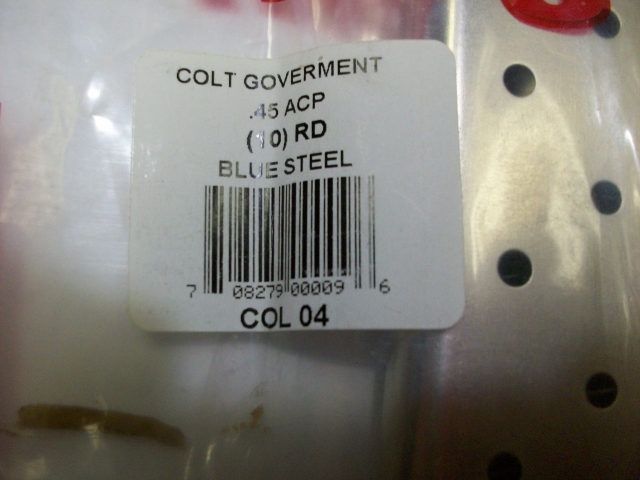 COLT GOVERMENT
.45 ACP
(10) RD
BLUE STEEL
7 08279 00009 6
COL 04